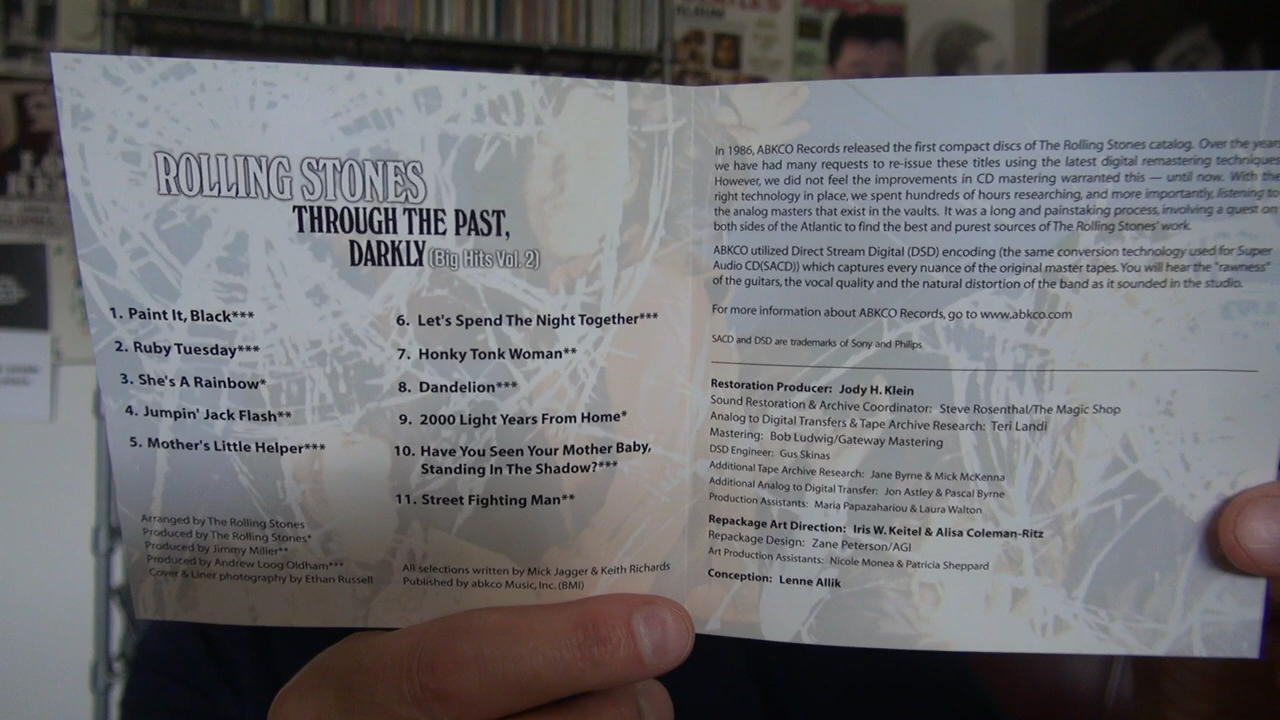 ROLLING STONES
THROUGH THE PAST,
DARKLY (Big Hits Vol. 2)
1. Paint It, Black***
2. Ruby Tuesday***
3. She's A Rainbow*
4. Jumpin' Jack Flash**
5. Mother's Little Helper***
6. Let's Spend The Night Together***
7. Honky Tonk Woman**
8. Dandelion***
9. 2000 Light Years From Home*
10. Have You Seen Your Mother Baby,
Standing In The Shadow?***
11. Street Fighting Man**
Arranged by The Rolling Stones
Produced by The Rolling Stones*
Produced by Jimmy Miller**
Produced by Andrew Loog Oldham***
Cover & Liner photography by Ethan Russell
All selections written by Mick Jagger & Keith Richards
Published by abkco Music, Inc. (BMI)
In 1986, ABKCO Records released the first compact discs of The Rolling Stones catalog. Over the years
we have had many requests to re-issue these titles using the latest digital remastering techniques.
However, we did not feel the improvements in CD mastering warranted this — until now. With the
right technology in place, we spent hundreds of hours researching, and more importantly, listening to
the analog masters that exist in the vaults. It was a long and painstaking process, involving a quest on
both sides of the Atlantic to find the best and purest sources of The Rolling Stones' work.
ABKCO utilized Direct Stream Digital (DSD) encoding (the same conversion technology used for Super
Audio CD(SACD)) which captures every nuance of the original master tapes. You will hear the "rawness"
of the guitars, the vocal quality and the natural distortion of the band as it sounded in the studio.
For more information about ABKCO Records, go to www.abkco.com
SACD and DSD are trademarks of Sony and Philips
Restoration Producer: Jody H. Klein
Sound Restoration & Archive Coordinator: Steve Rosenthal/The Magic Shop
Analog to Digital Transfers & Tape Archive Research: Teri Landi
Mastering: Bob Ludwig/Gateway Mastering
DSD Engineer: Gus Skinas
Additional Tape Archive Research: Jane Byrne & Mick McKenna
Additional Analog to Digital Transfer: Jon Astley & Pascal Byrne
Production Assistants: Maria Papazahariou & Laura Walton
Repackage Art Direction: Iris W. Keitel & Alisa Coleman-Ritz
Repackage Design: Zane Peterson/AGI
Art Production Assistants: Nicole Monea & Patricia Sheppard
Conception: Lenne Allik